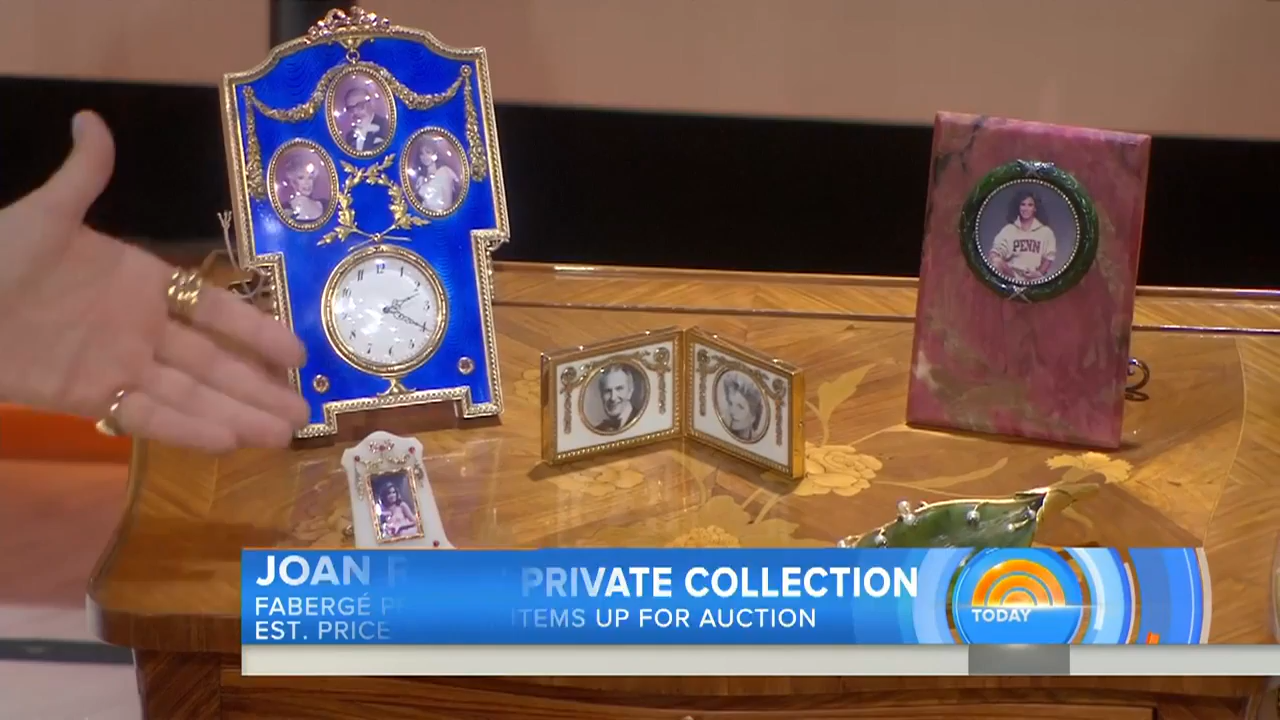 PENN
JOAN R PRIVATE COLLECTION
FABERGÉ P ITEMS UP FOR AUCTION
EST. PRICE
TODAY